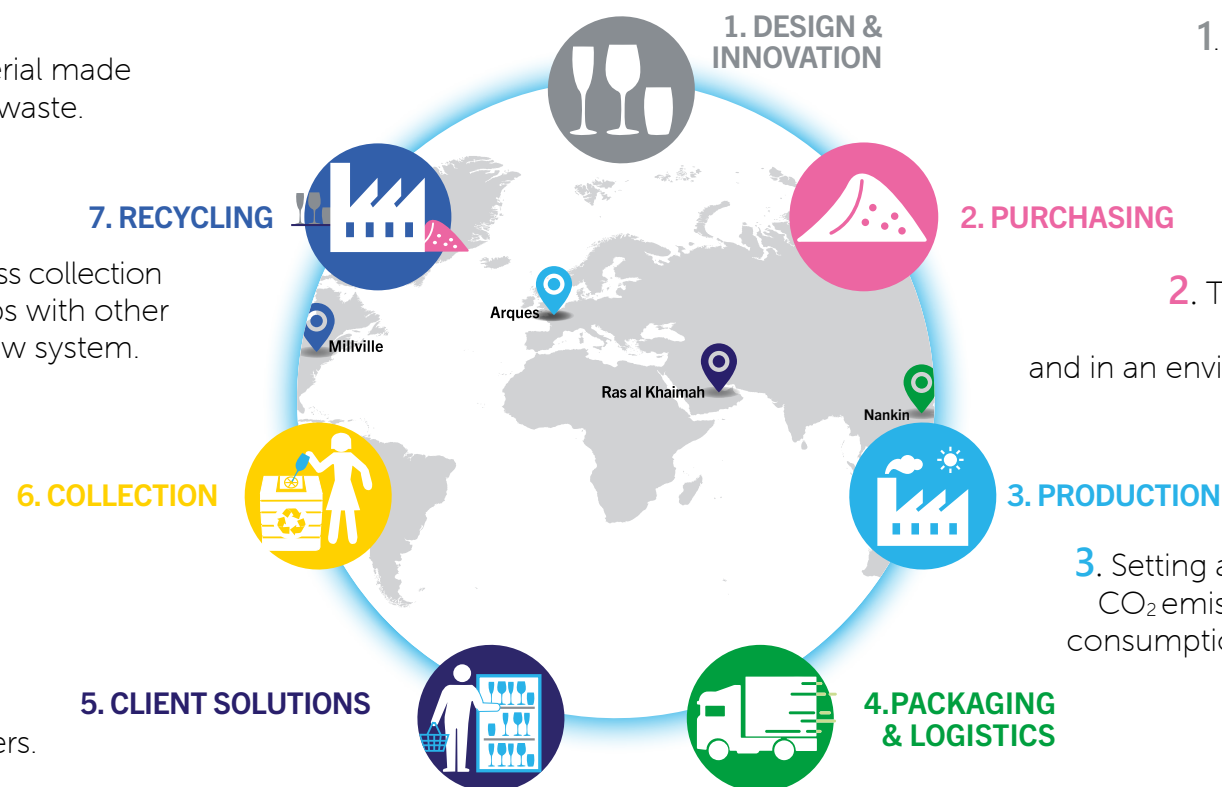 1. DESIGN &
INNOVATION
1.
erial made
waste.
7. RECYCLING
2. PURCHASING
ss collection
os with other
w system.
2. T
and in an envi
Arques
Millville
Ras al Khaimah
Nankin
6. COLLECTION
3. PRODUCTION
3. Setting a
CO₂ emis
consumptio
5. CLIENT SOLUTIONS
4.PACKAGING
& LOGISTICS
ers.